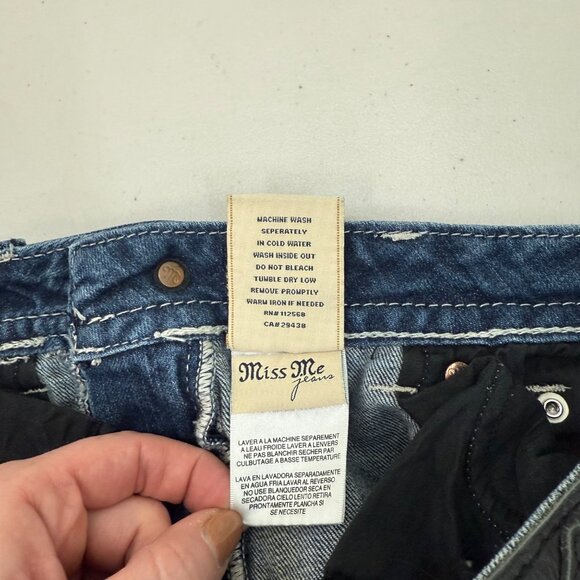 MACHINE WASH
SEPERATELY
IN COLD WATER
WASH INSIDE OUT
DO NOT BLEACH
TUMBLE DRY LOW
REMOVE PROMPTLY
WARM IRON IF NEEDED
RN# 112568
CA#29438
Miss Me
jeans
LAVER A LA MACHINE SEPAREMENT
A LEAU FROIDE LAVER A L'ENVERS
NE PAS BLANCHIR SECHER PAR
CULBUTAGE A BASSE TEMPERATURE
LAVA EN LAVADORA SEPARADAMENTE
EN AGUA FRIA LAVAR AL REVERSO
NO USE BLANQUEDOR SECA EN
SECADORA CIELO LENTO RETIRA
PRONTAMENTE PLANCHA SI
SE NECESITE